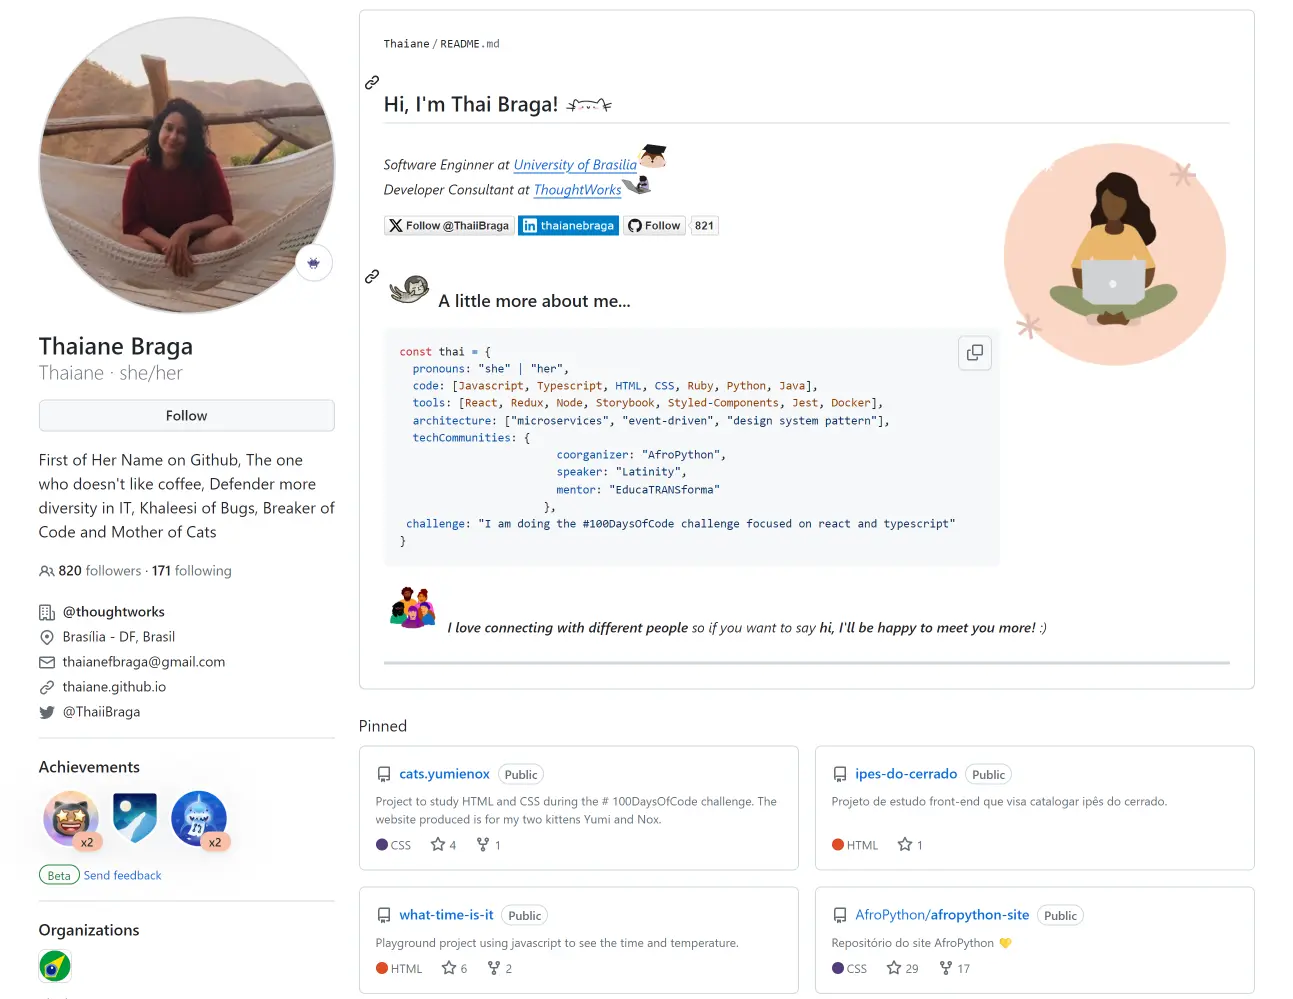 Thaiane Braga
Thaiane · she/her
Follow
First of Her Name on Github, The one
who doesn't like coffee, Defender more
diversity in IT, Khaleesi of Bugs, Breaker of
Code and Mother of Cats
820 followers · 171 following
@thoughtworks
Brasília - DF, Brasil
thaianefbraga@gmail.com
thaiane.github.io
@ThaiiBraga
Achievements
x2
x2
Beta Send feedback
Organizations
Thaiane / README.md
Hi, I'm Thai Braga!
Software Enginner at University of Brasilia
Developer Consultant at ThoughtWorks
Follow @ThaiiBraga thaianebraga Follow 821
A little more about me...
const thai = {
pronouns: "she" | "her",
code: [Javascript, Typescript, HTML, CSS, Ruby, Python, Java],
tools: [React, Redux, Node, Storybook, Styled-Components, Jest, Docker],
architecture: ["microservices", "event-driven", "design system pattern"],
techCommunities: {
coorganizer: "AfroPython",
speaker: "Latinity",
mentor: "EducaTRANSforma"
},
challenge: "I am doing the #100DaysOfCode challenge focused on react and typescript"
}
I love connecting with different people so if you want to say hi, I'll be happy to meet you more! :)
Pinned
cats.yumienox Public
Project to study HTML and CSS during the # 100DaysOfCode challenge. The
website produced is for my two kittens Yumi and Nox.
CSS 4 1
ipes-do-cerrado Public
Projeto de estudo front-end que visa catalogar ipês do cerrado.
HTML 1
what-time-is-it Public
Playground project using javascript to see the time and temperature.
HTML 6 2
AfroPython/afropython-site Public
Repositório do site AfroPython 💛
CSS 29 17